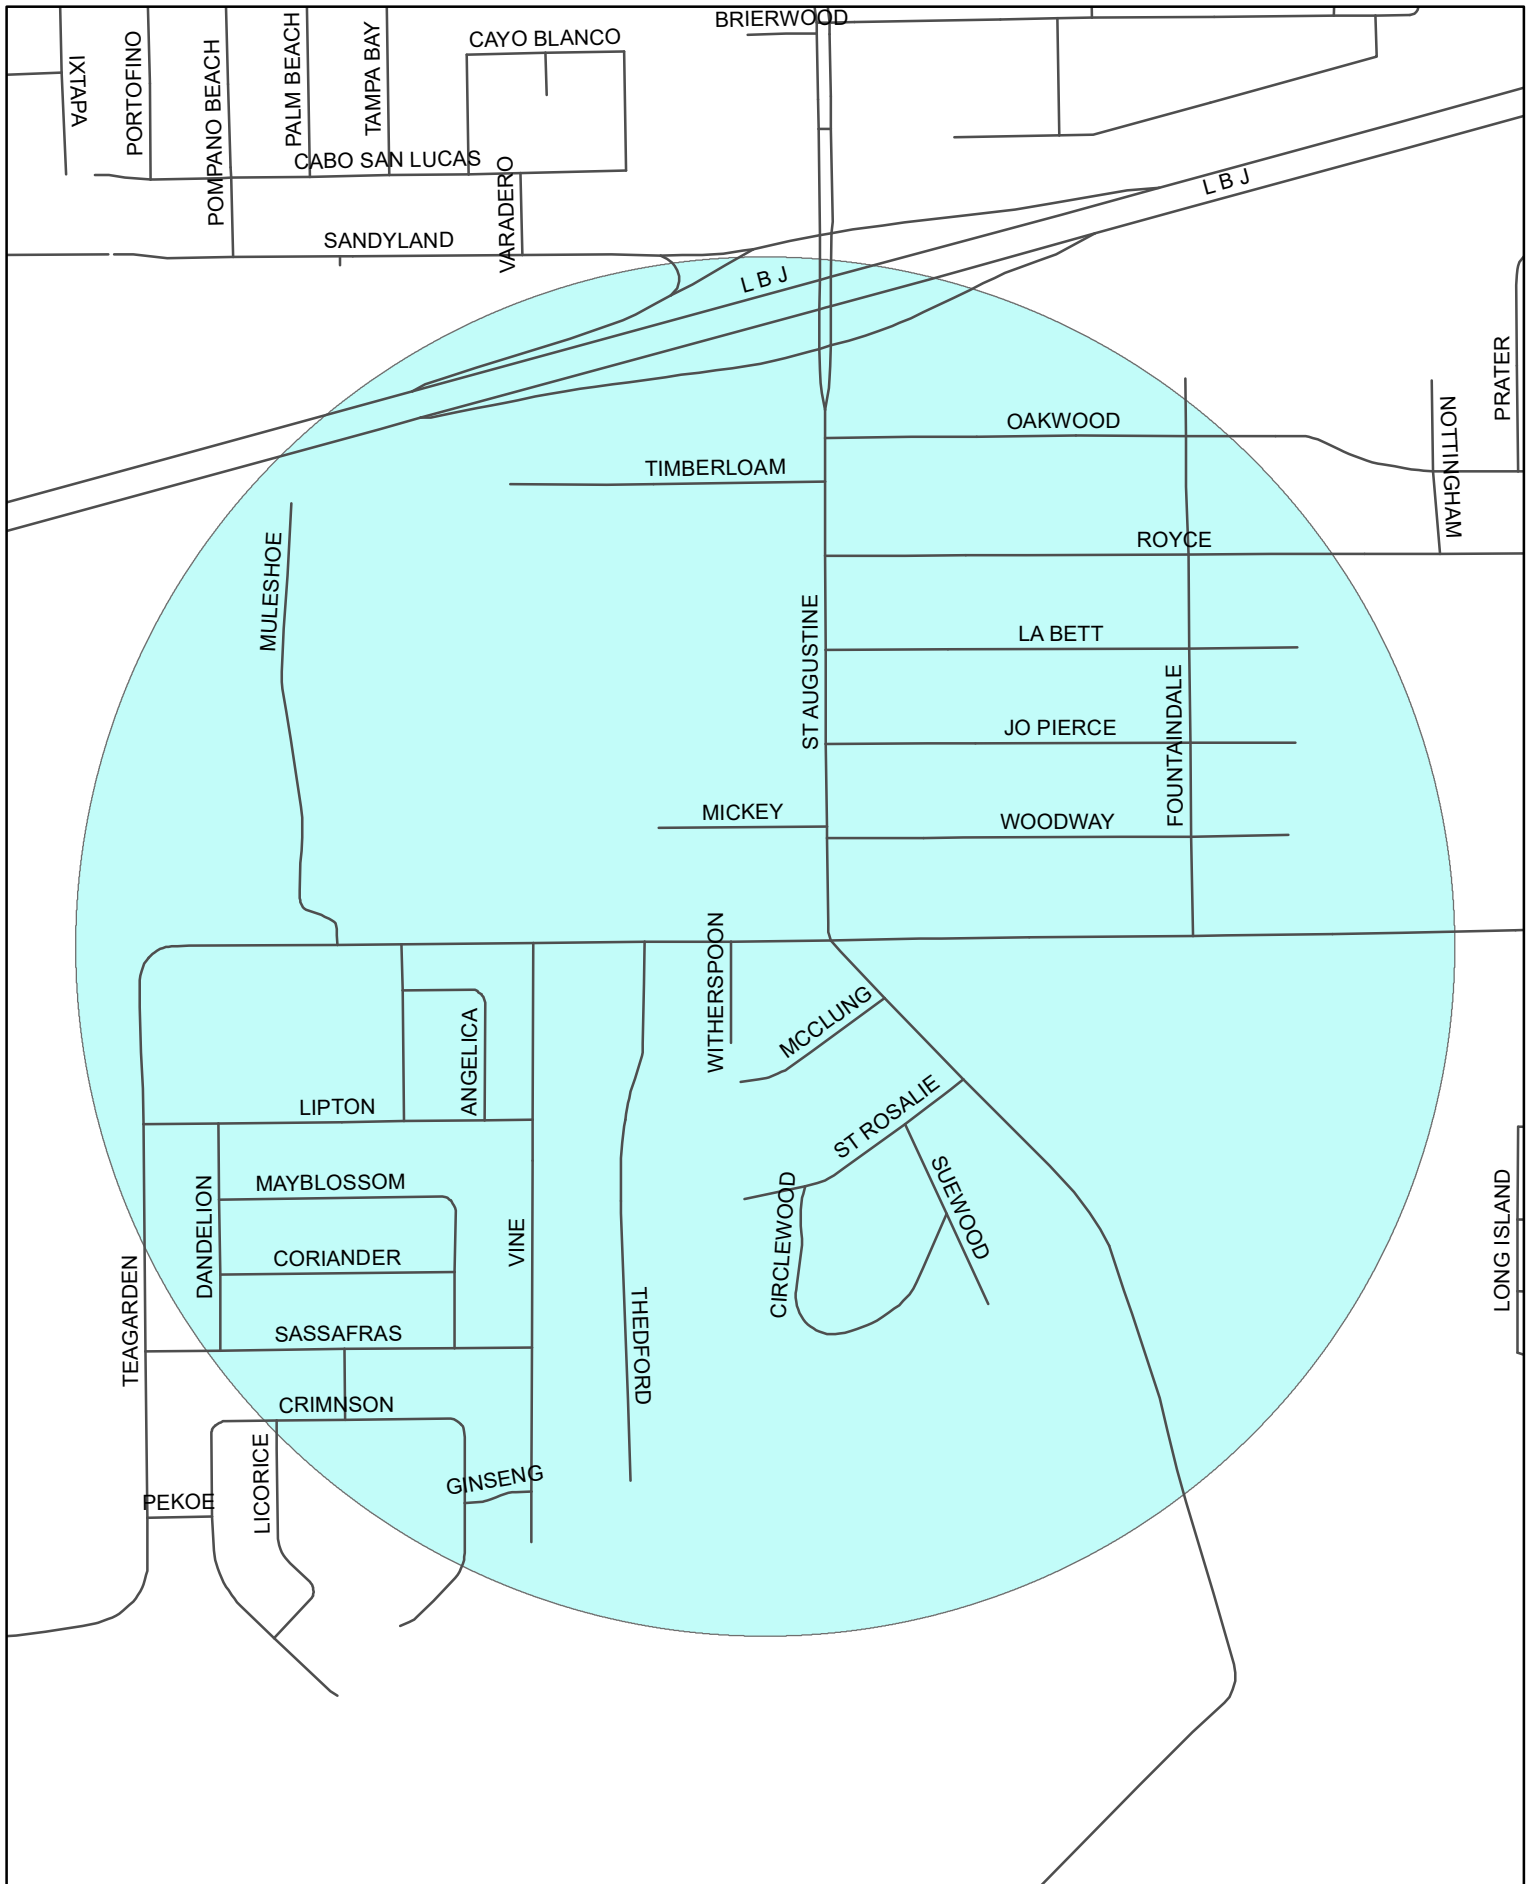 BRIERWOOD
CAYO BLANCO
IXTAPA
PORTOFINO
POMPANO BEACH
PALM BEACH
TAMPA BAY
CABO SAN LUCAS
VARADERO
L B J
SANDYLAND
L B J
PRATER
NOTTINGHAM
OAKWOOD
TIMBERLOAM
ROYCE
MULESHOE
ST AUGUSTINE
LA BETT
FOUNTAINDALE
JO PIERCE
MICKEY
WOODWAY
WITHERSPOON
MCCLUNG
ANGELICA
LIPTON
ST ROSALIE
MAYBLOSSOM
DANDELION
SUEWOOD
CIRCLEWOOD
LONG ISLAND
VINE
CORIANDER
TEAGARDEN
THEDFORD
SASSAFRAS
CRIMNSON
LICORICE
GINSENG
PEKOE